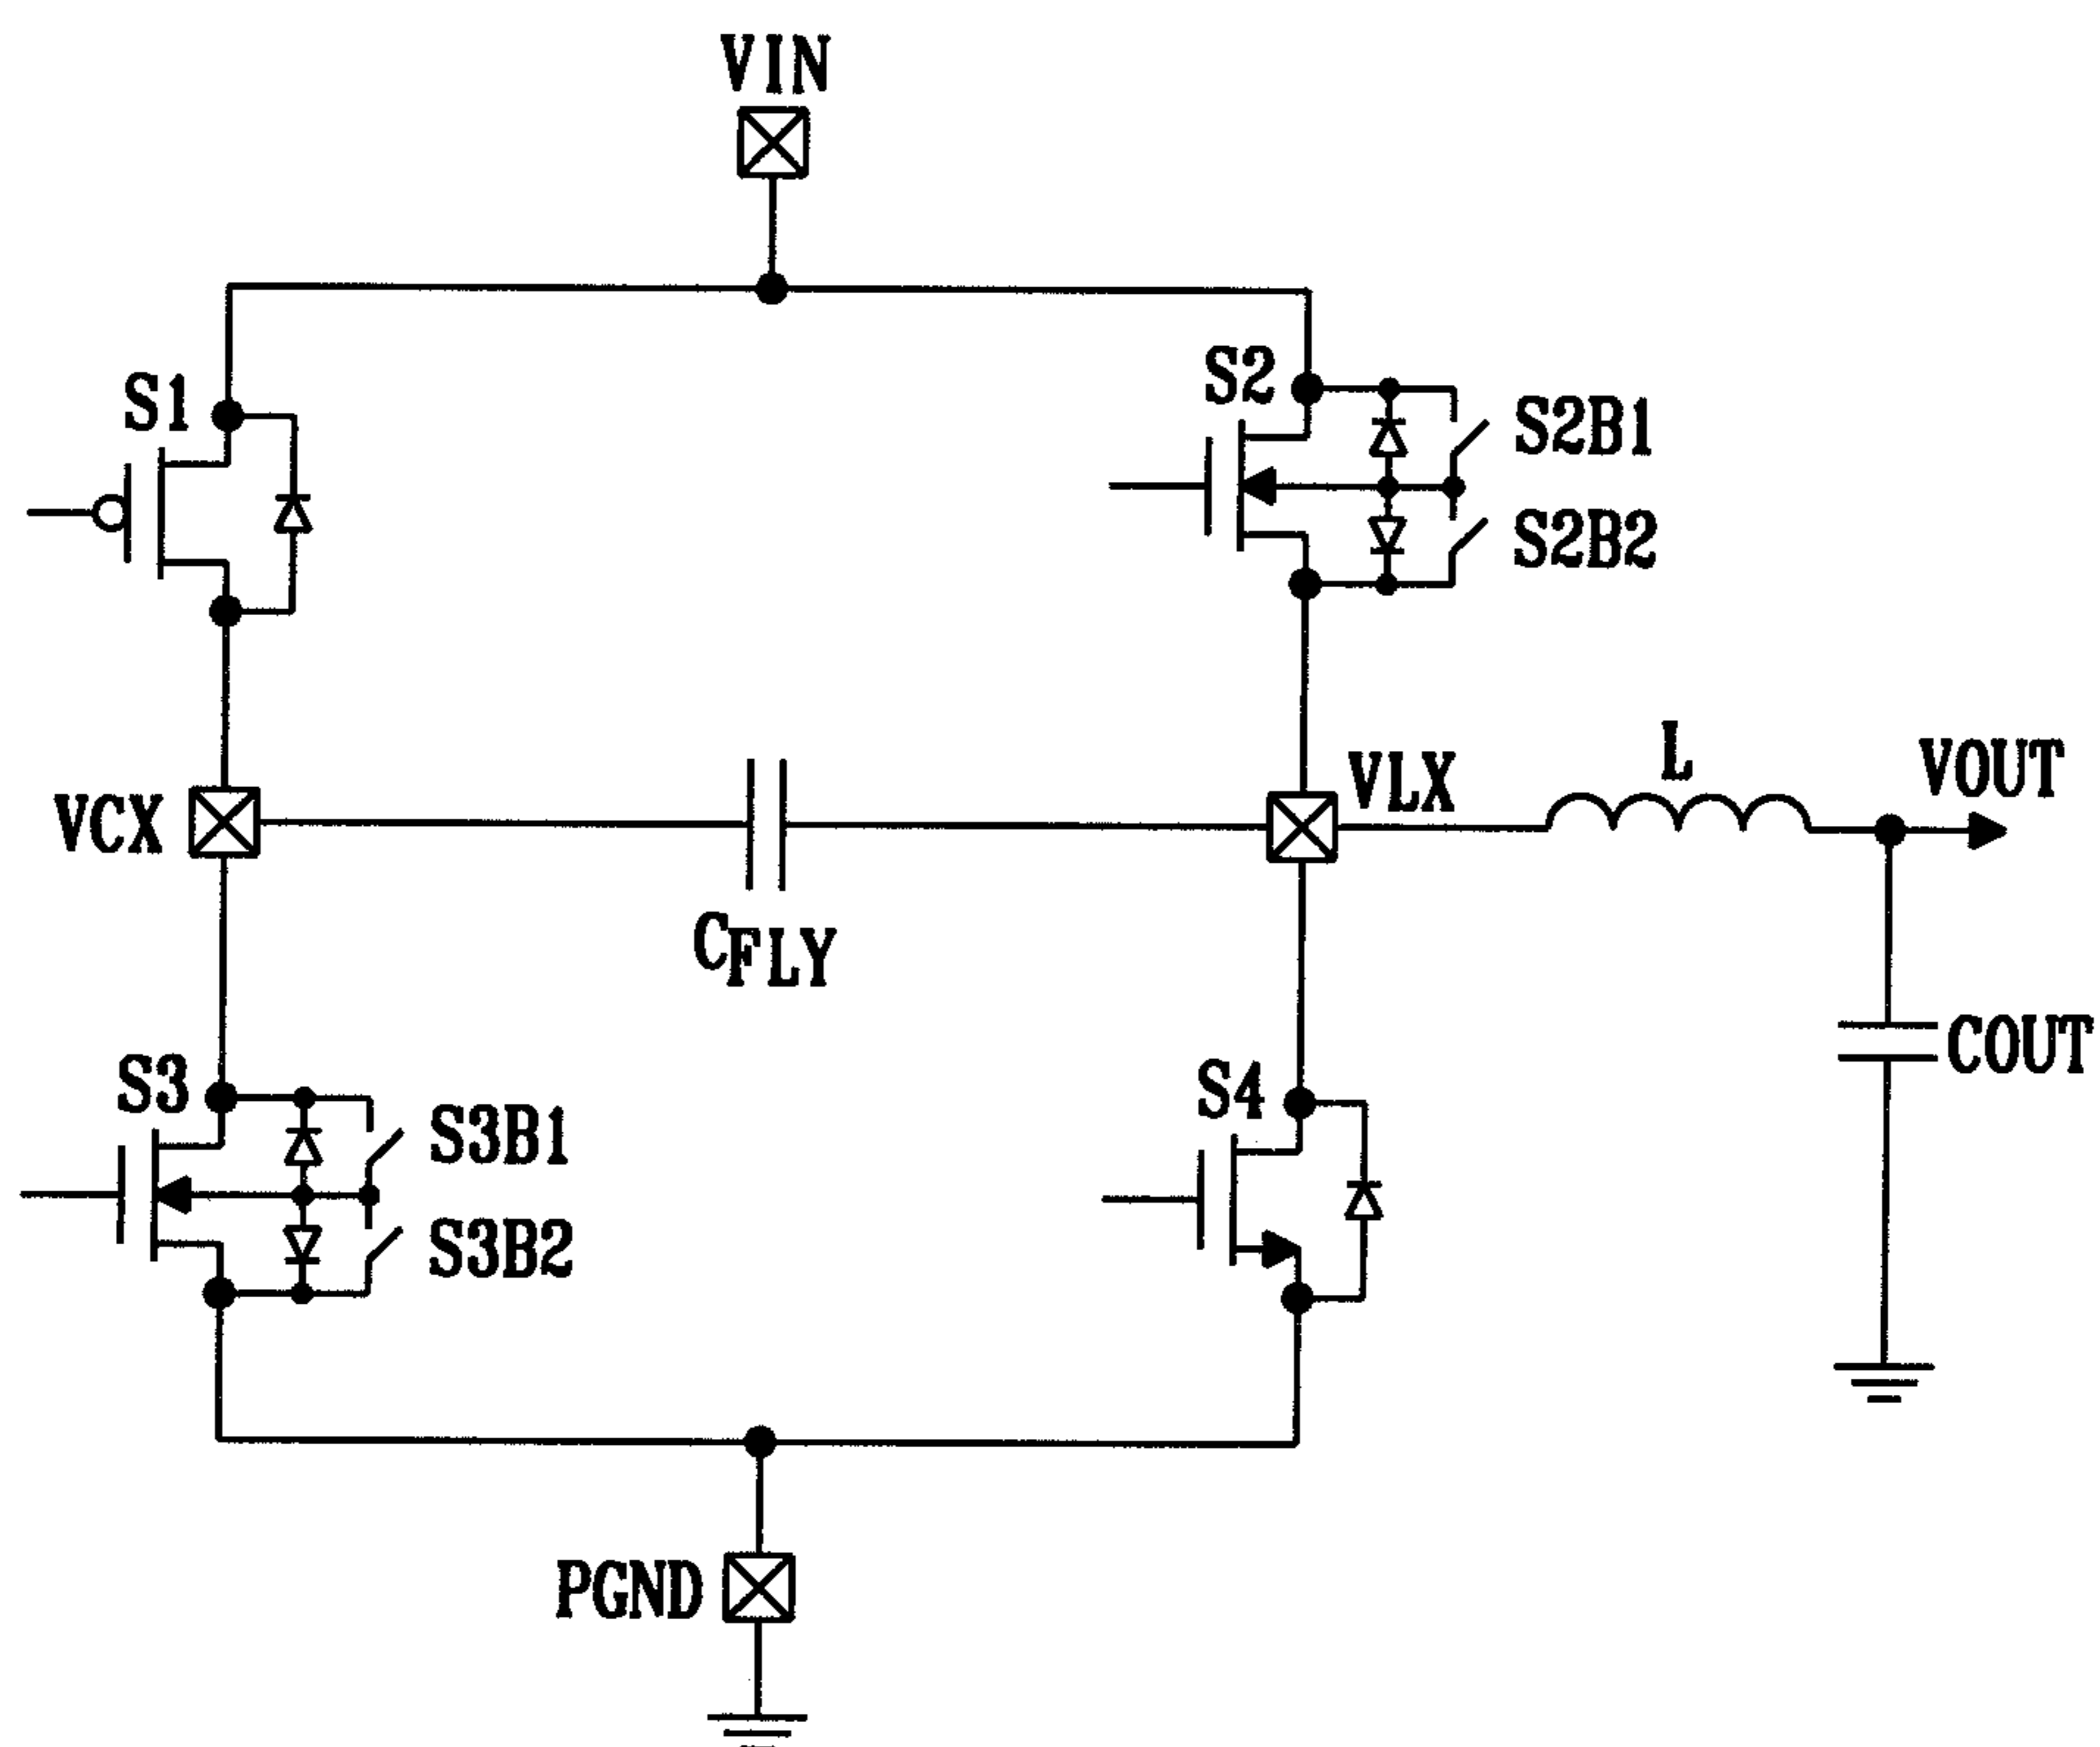 VIN
S1
S2
S2B1
S2B2
VCX
VLX
L
VOUT
CFLY
COUT
S3
S3B1
S3B2
S4
PGND